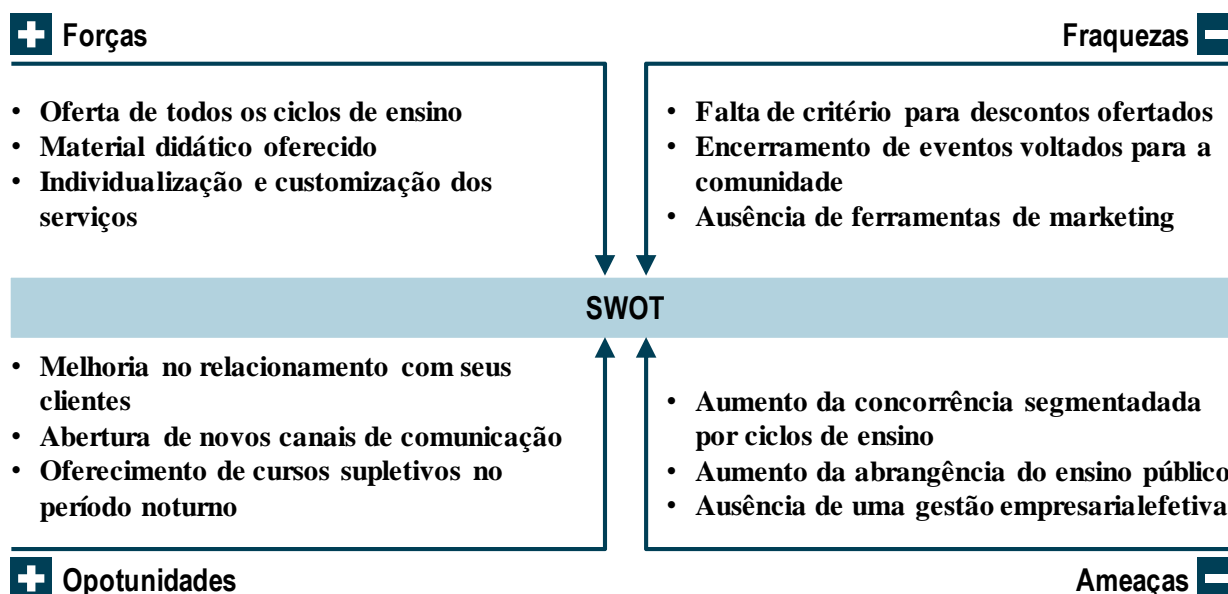 Forças
Fraquezas
• Oferta de todos os ciclos de ensino
• Material didático oferecido
• Individualização e customização dos
serviços
• Falta de critério para descontos ofertados
• Encerramento de eventos voltados para a
comunidade
• Ausência de ferramentas de marketing
SWOT
• Melhoria no relacionamento com seus
clientes
• Abertura de novos canais de comunicação
• Oferecimento de cursos supletivos no
período noturno
• Aumento da concorrência segmentadada
por ciclos de ensino
• Aumento da abrangência do ensino público
• Ausência de uma gestão empresarialefetiva
Opotunidades
Ameaças